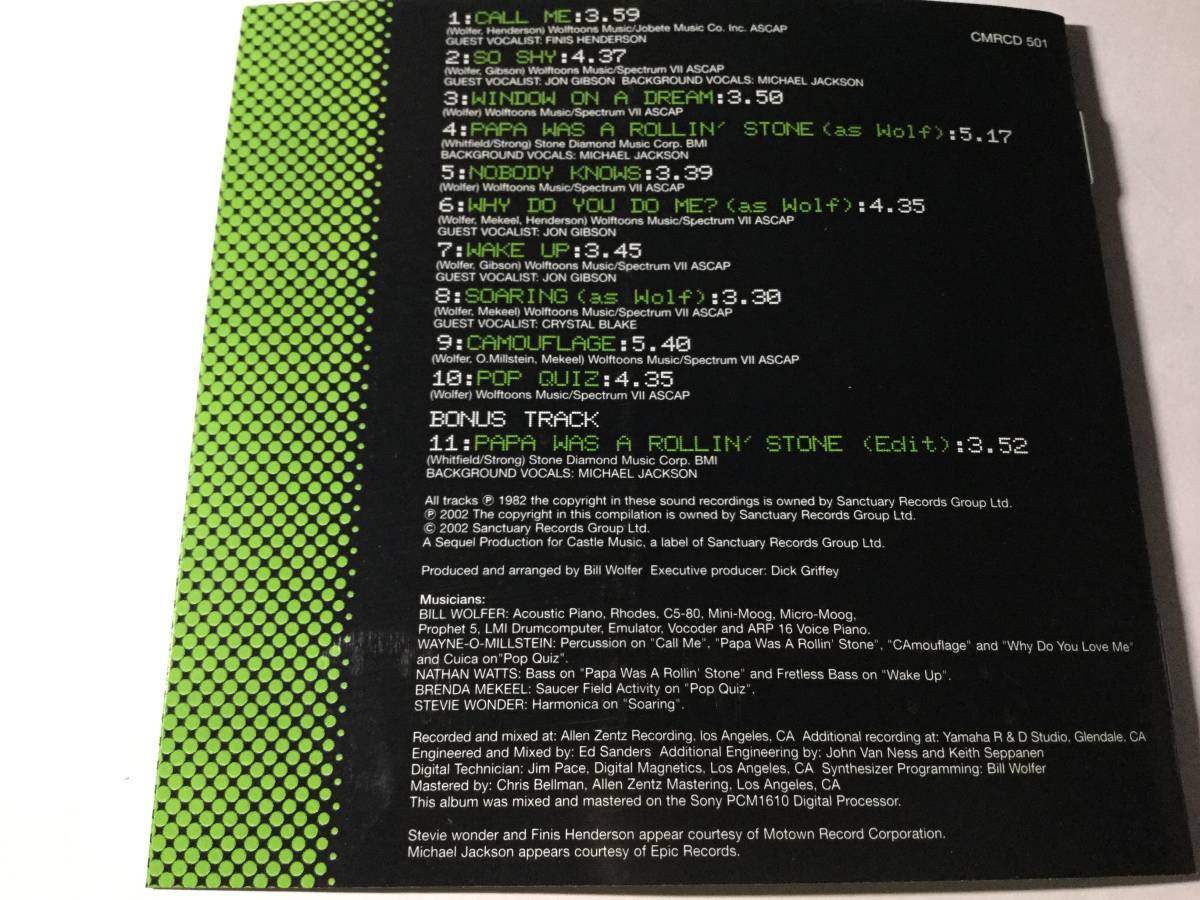 1:CALL ME:3.59
(Wolfer, Henderson) Wolftoons Music/Jobete Music Co. Inc. ASCAP
GUEST VOCALIST: FINIS HENDERSON
CMRCD 501
2:SO SHY:4.37
(Wolfer, Gibson) Wolftoons Music/Spectrum VII ASCAP
GUEST VOCALIST: JON GIBSON BACKGROUND VOCALS: MICHAEL JACKSON
3:WINDOW ON A DREAM:3.50
(Wolfer) Wolftoons Music/Spectrum VII ASCAP
4:PAPA WAS A ROLLIN' STONE (as Wolf):5.17
(Whitfield/Strong) Stone Diamond Music Corp. BMI
BACKGROUND VOCALS: MICHAEL JACKSON
5:NOBODY KNOWS:3.39
(Wolfer) Wolftoons Music/Spectrum VII ASCAP
6:WHY DO YOU DO ME? (as Wolf):4.35
(Wolfer, Mekeel, Henderson) Wolftoons Music/Spectrum VII ASCAP
GUEST VOCALIST: JON GIBSON
7:WAKE UP:3.45
(Wolfer, Gibson) Wolftoons Music/Spectrum VII ASCAP
GUEST VOCALIST: JON GIBSON
8:SOARING (as Wolf):3.30
(Wolfer, Mekeel) Wolftoons Music/Spectrum VII ASCAP
GUEST VOCALIST: CRYSTAL BLAKE
9:CAMOUFLAGE:5.40
(Wolfer, O.Millstein, Mekeel) Wolftoons Music/Spectrum VII ASCAP
10:POP QUIZ:4.35
(Wolfer) Wolftoons Music/Spectrum VII ASCAP
BONUS TRACK
11:PAPA WAS A ROLLIN' STONE (Edit):3.52
(Whitfield/Strong) Stone Diamond Music Corp. BMI
BACKGROUND VOCALS: MICHAEL JACKSON
All tracks ℗ 1982 the copyright in these sound recordings is owned by Sanctuary Records Group Ltd.
℗ 2002 The copyright in this compilation is owned by Sanctuary Records Group Ltd.
© 2002 Sanctuary Records Group Ltd.
A Sequel Production for Castle Music, a label of Sanctuary Records Group Ltd.
Produced and arranged by Bill Wolfer Executive producer: Dick Griffey
Musicians:
BILL WOLFER: Acoustic Piano, Rhodes, C5-80, Mini-Moog, Micro-Moog,
Prophet 5, LMI Drumcomputer, Emulator, Vocoder and ARP 16 Voice Piano.
WAYNE-O-MILLSTEIN: Percussion on "Call Me", "Papa Was A Rollin' Stone", "CAmouflage" and "Why Do You Love Me"
and Cuica on"Pop Quiz".
NATHAN WATTS: Bass on "Papa Was A Rollin' Stone" and Fretless Bass on "Wake Up".
BRENDA MEKEEL: Saucer Field Activity on "Pop Quiz".
STEVIE WONDER: Harmonica on "Soaring".
Recorded and mixed at: Allen Zentz Recording, los Angeles, CA Additional recording at: Yamaha R & D Studio, Glendale, CA
Engineered and Mixed by: Ed Sanders Additional Engineering by: John Van Ness and Keith Seppanen
Digital Technician: Jim Pace, Digital Magnetics, Los Angeles, CA Synthesizer Programming: Bill Wolfer
Mastered by: Chris Bellman, Allen Zentz Mastering, Los Angeles, CA
This album was mixed and mastered on the Sony PCM1610 Digital Processor.
Stevie wonder and Finis Henderson appear courtesy of Motown Record Corporation.
Michael Jackson appears courtesy of Epic Records.